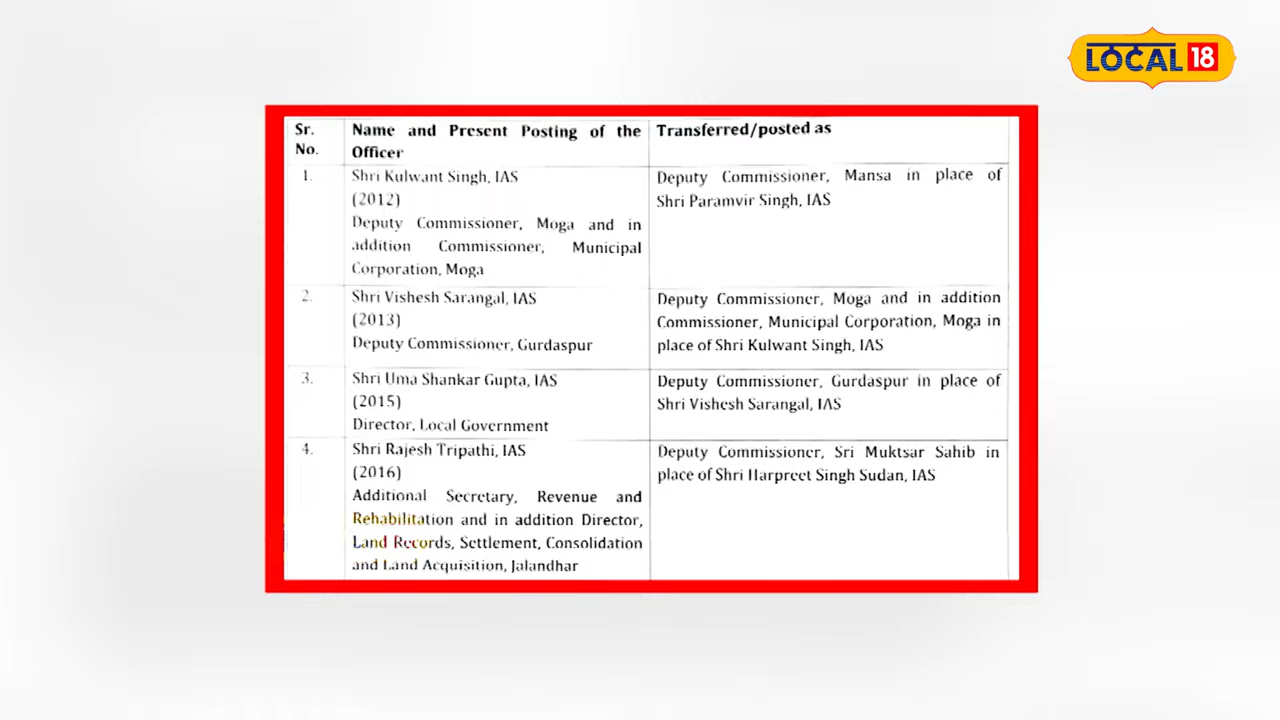 LOCAL 18
Sr. No.
Name and Present Posting of the
Officer
Transferred/posted as
1.
Shri Kulwant Singh, IAS
(2012)
Deputy Commissioner, Moga and in
addition Commissioner, Municipal
Corporation, Moga
Deputy Commissioner, Mansa in place of
Shri Paramvir Singh, IAS
2.
Shri Vishesh Sarangal, IAS
(2013)
Deputy Commissioner, Gurdaspur
Deputy Commissioner, Moga and in addition
Commissioner, Municipal Corporation, Moga in
place of Shri Kulwant Singh, IAS
3.
Shri Uma Shankar Gupta, IAS
(2015)
Director, Local Government
Deputy Commissioner, Gurdaspur in place of
Shri Vishesh Sarangal, IAS
4.
Shri Rajesh Tripathi, IAS
(2016)
Additional Secretary, Revenue and
Rehabilitation and in addition Director,
Land Records, Settlement, Consolidation
and Land Acquisition, Jalandhar
Deputy Commissioner, Sri Muktsar Sahib in
place of Shri Harpreet Singh Sudan, IAS